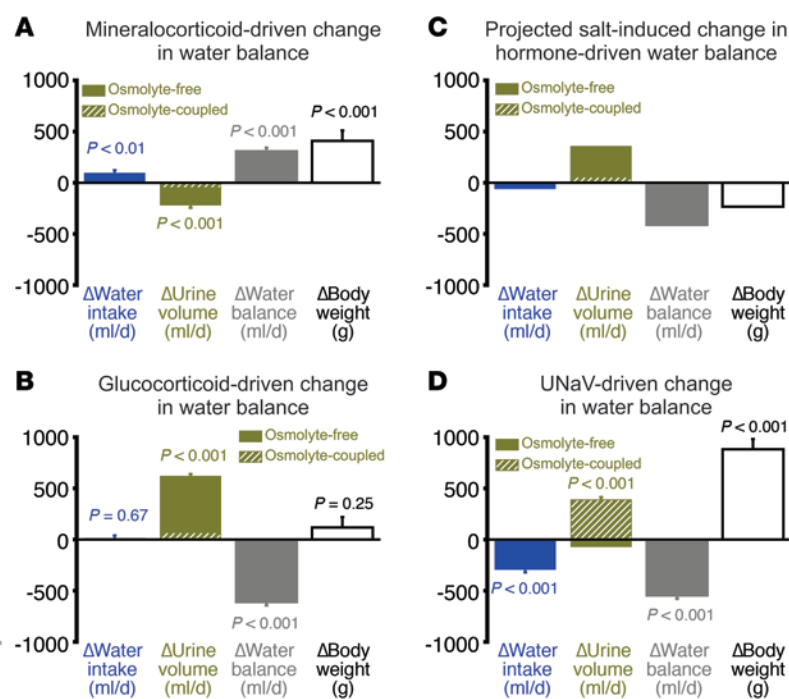 A
Mineralocorticoid-driven change
in water balance
1000
500
0
-500
-1000
Osmolyte-free
Osmolyte-coupled
P < 0.01
P < 0.001
P < 0.001
P < 0.001
ΔWater
intake
(ml/d)
ΔUrine
volume
(ml/d)
ΔWater
balance
(ml/d)
ΔBody
weight
(g)
C
Projected salt-induced change in
hormone-driven water balance
1000
500
0
-500
-1000
Osmolyte-free
Osmolyte-coupled
ΔWater
intake
(ml/d)
ΔUrine
volume
(ml/d)
ΔWater
balance
(ml/d)
ΔBody
weight
(g)
B
Glucocorticoid-driven change
in water balance
1000
500
0
-500
-1000
Osmolyte-free
Osmolyte-coupled
P = 0.67
P < 0.001
P < 0.001
P = 0.25
ΔWater
intake
(ml/d)
ΔUrine
volume
(ml/d)
ΔWater
balance
(ml/d)
ΔBody
weight
(g)
D
UNaV-driven change
in water balance
1000
500
0
-500
-1000
Osmolyte-free
Osmolyte-coupled
P < 0.001
P < 0.001
P < 0.001
P < 0.001
ΔWater
intake
(ml/d)
ΔUrine
volume
(ml/d)
ΔWater
balance
(ml/d)
ΔBody
weight
(g)